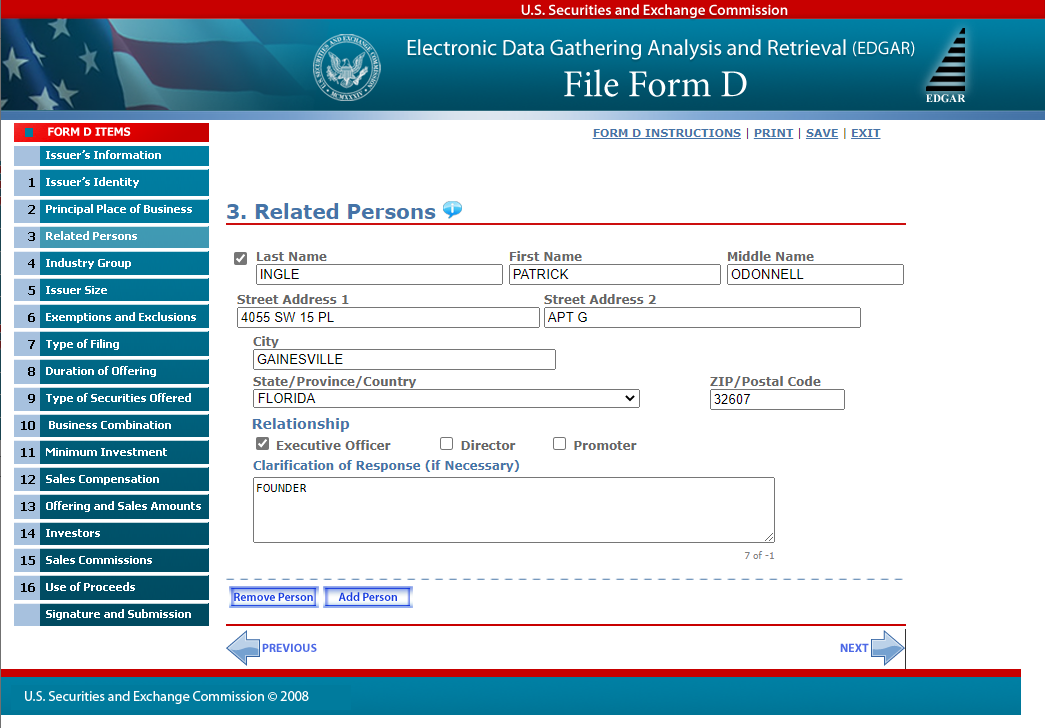 U.S. Securities and Exchange Commission
Electronic Data Gathering Analysis and Retrieval (EDGAR)
File Form D
EDGAR
FORM D ITEMS
Issuer's Information
1 Issuer's Identity
2 Principal Place of Business
3 Related Persons
4 Industry Group
5 Issuer Size
6 Exemptions and Exclusions
7 Type of Filing
8 Duration of Offering
9 Type of Securities Offered
10 Business Combination
11 Minimum Investment
12 Sales Compensation
13 Offering and Sales Amounts
14 Investors
15 Sales Commissions
16 Use of Proceeds
Signature and Submission
FORM D INSTRUCTIONS | PRINT | SAVE | EXIT
3. Related Persons
Last Name First Name Middle Name
INGLE PATRICK ODONNELL
Street Address 1 Street Address 2
4055 SW 15 PL APT G
City
GAINESVILLE
State/Province/Country ZIP/Postal Code
FLORIDA 32607
Relationship
Executive Officer Director Promoter
Clarification of Response (if Necessary)
FOUNDER
7 of -1
Remove Person Add Person
PREVIOUS NEXT
U.S. Securities and Exchange Commission © 2008